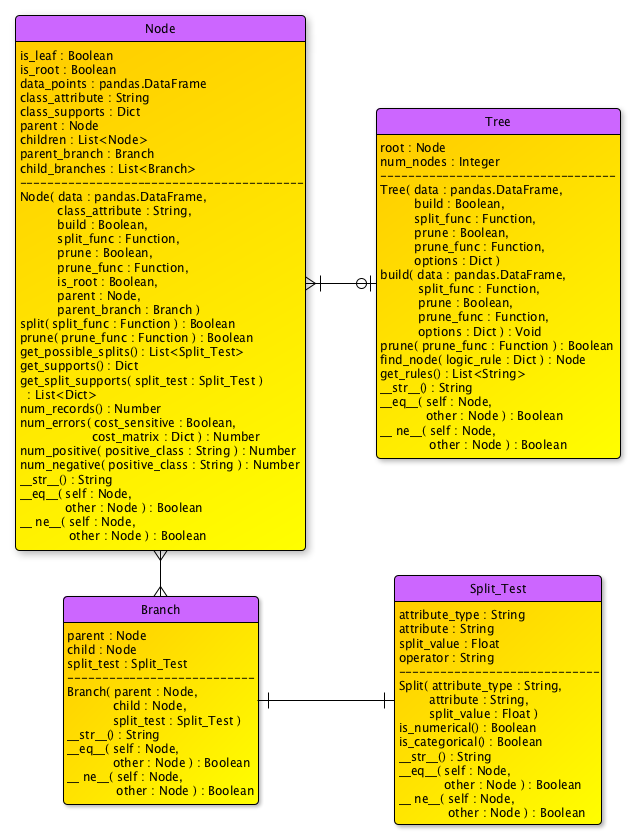 Node
is_leaf : Boolean
is_root : Boolean
data_points : pandas.DataFrame
class_attribute : String
class_supports : Dict
parent : Node
children : List<Node>
parent_branch : Branch
child_branches : List<Branch>
Node( data : pandas.DataFrame,
class_attribute : String,
build : Boolean,
split_func : Function,
prune : Boolean,
prune_func : Function,
is_root : Boolean,
parent : Node,
parent_branch : Branch )
split( split_func : Function ) : Boolean
prune( prune_func : Function ) : Boolean
get_possible_splits() : List<Split_Test>
get_supports() : Dict
get_split_supports( split_test : Split_Test )
: List<Dict>
num_records() : Number
num_errors( cost_sensitive : Boolean,
cost_matrix : Dict ) : Number
num_positive( positive_class : String ) : Number
num_negative( positive_class : String ) : Number
__str__() : String
__eq__( self : Node,
other : Node ) : Boolean
__ ne__( self : Node,
other : Node ) : Boolean
Tree
root : Node
num_nodes : Integer
Tree( data : pandas.DataFrame,
build : Boolean,
split_func : Function,
prune : Boolean,
prune_func : Function,
options : Dict )
build( data : pandas.DataFrame,
split_func : Function,
prune : Boolean,
prune_func : Function,
options : Dict ) : Void
prune( prune_func : Function ) : Boolean
find_node( logic_rule : Dict ) : Node
get_rules() : List<String>
__str__() : String
__eq__( self : Node,
other : Node ) : Boolean
__ ne__( self : Node,
other : Node ) : Boolean
Branch
parent : Node
child : Node
split_test : Split_Test
Branch( parent : Node,
child : Node,
split_test : Split_Test )
__str__() : String
__eq__( self : Node,
other : Node ) : Boolean
__ ne__( self : Node,
other : Node ) : Boolean
Split_Test
attribute_type : String
attribute : String
split_value : Float
operator : String
Split( attribute_type : String,
attribute : String,
split_value : Float )
is_numerical() : Boolean
is_categorical() : Boolean
__str__() : String
__eq__( self : Node,
other : Node ) : Boolean
__ ne__( self : Node,
other : Node ) : Boolean